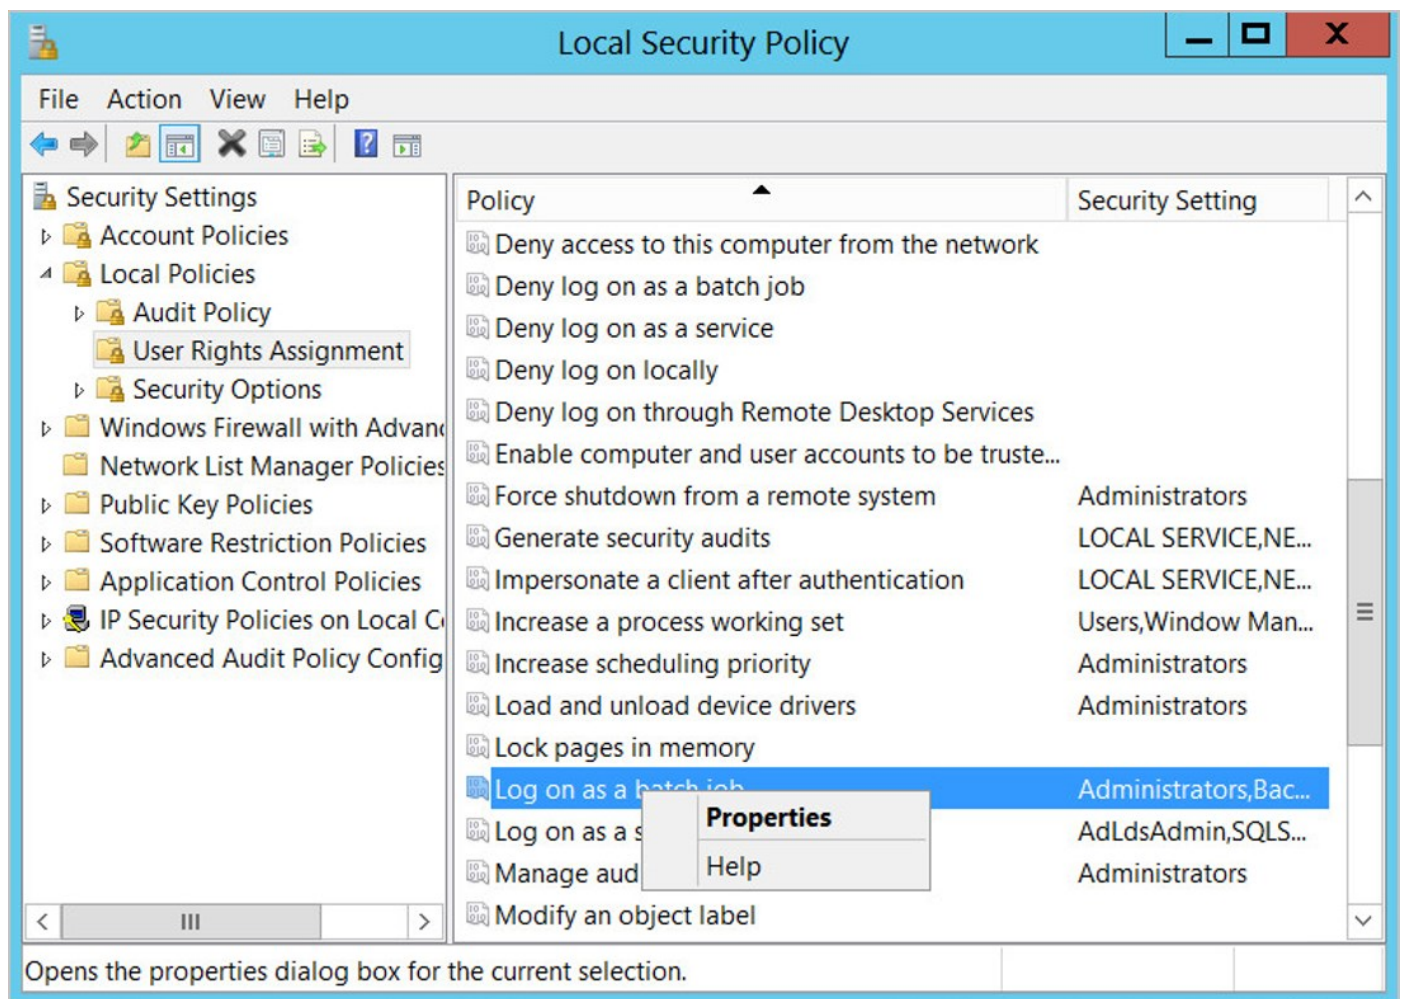 Local Security Policy
File Action View Help
Security Settings
Account Policies
Local Policies
Audit Policy
User Rights Assignment
Security Options
Windows Firewall with Advan
Network List Manager Policies
Public Key Policies
Software Restriction Policies
Application Control Policies
IP Security Policies on Local C
Advanced Audit Policy Config
Policy Security Setting
Deny access to this computer from the network
Deny log on as a batch job
Deny log on as a service
Deny log on locally
Deny log on through Remote Desktop Services
Enable computer and user accounts to be truste...
Force shutdown from a remote system Administrators
Generate security audits LOCAL SERVICE,NE...
Impersonate a client after authentication LOCAL SERVICE,NE...
Increase a process working set Users,Window Man...
Increase scheduling priority Administrators
Load and unload device drivers Administrators
Lock pages in memory
Log on as a batch job Administrators,Bac...
Log on as a s AdLdsAdmin,SQLS...
Manage aud Administrators
Modify an object label
Properties
Help
Opens the properties dialog box for the current selection.